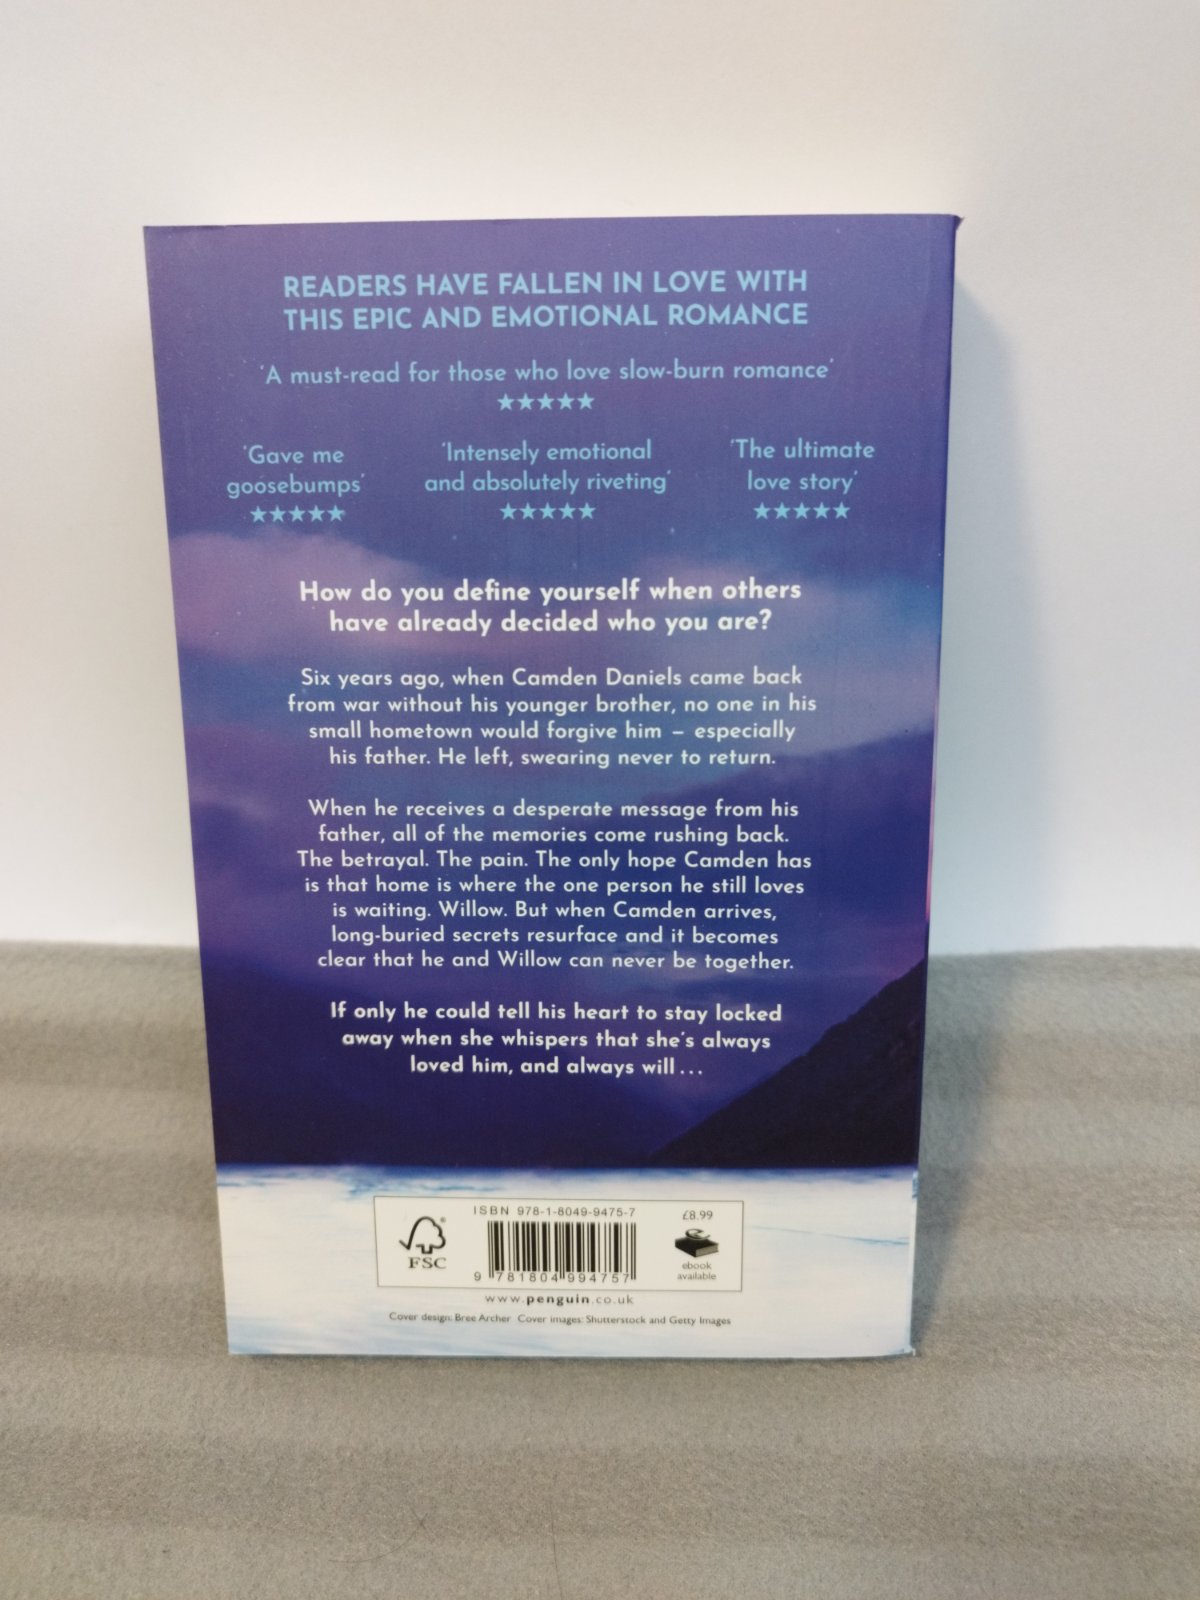 READERS HAVE FALLEN IN LOVE WITH
THIS EPIC AND EMOTIONAL ROMANCE
'A must-read for those who love slow-burn romance'
★★★★★
'Gave me
goosebumps'
★★★★★
'Intensely emotional
and absolutely riveting'
★★★★★
'The ultimate
love story'
★★★★★
How do you define yourself when others
have already decided who you are?
Six years ago, when Camden Daniels came back
from war without his younger brother, no one in his
small hometown would forgive him – especially
his father. He left, swearing never to return.
When he receives a desperate message from his
father, all of the memories come rushing back.
The betrayal. The pain. The only hope Camden has
is that home is where the one person he still loves
is waiting. Willow. But when Camden arrives,
long-buried secrets resurface and it becomes
clear that he and Willow can never be together.
If only he could tell his heart to stay locked
away when she whispers that she's always
loved him, and always will...
FSC
ISBN 978-1-8049-9475-7
9 781804 994757
£8.99
ebook
available
www.penguin.co.uk
Cover design: Bree Archer Cover images: Shutterstock and Getty Images